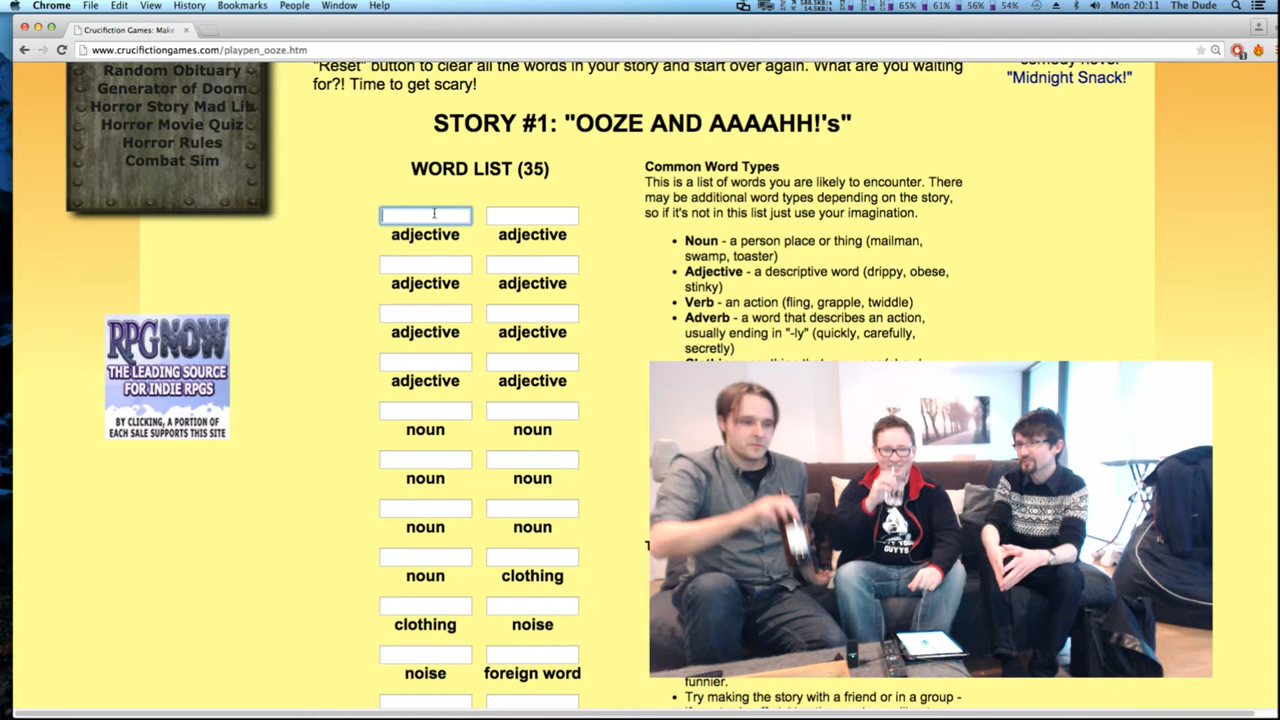 Chrome File Edit View History Bookmarks People Window Help
588.5KB/s
14.5KB/s
65% 61% 56% 54%
Mon 20:11 The Dude
Crucifiction Games: Make
www.crucifictiongames.com/playpen_ooze.htm
Random Obituary
Generator of Doom
Horror Story Mad Lib
Horror Movie Quiz
Horror Rules
Combat Sim
"Reset" button to clear all the words in your story and start over again. What are you waiting
for?! Time to get scary!
"Midnight Snack!"
STORY #1: "OOZE AND AAAAHH!'s"
WORD LIST (35)
adjective adjective
adjective adjective
adjective adjective
adjective adjective
noun noun
noun noun
noun noun
noun clothing
clothing noise
noise foreign word
Common Word Types
This is a list of words you are likely to encounter. There
may be additional word types depending on the story,
so if it's not in this list just use your imagination.
• Noun - a person place or thing (mailman,
swamp, toaster)
• Adjective - a descriptive word (drippy, obese,
stinky)
• Verb - an action (fling, grapple, twiddle)
• Adverb - a word that describes an action,
usually ending in "-ly" (quickly, carefully,
secretly)
RPGNOW
THE LEADING SOURCE
FOR INDIE RPGS
BY CLICKING, A PORTION OF
EACH SALE SUPPORTS THIS SITE
GUYYS
funnier.
• Try making the story with a friend or in a group -